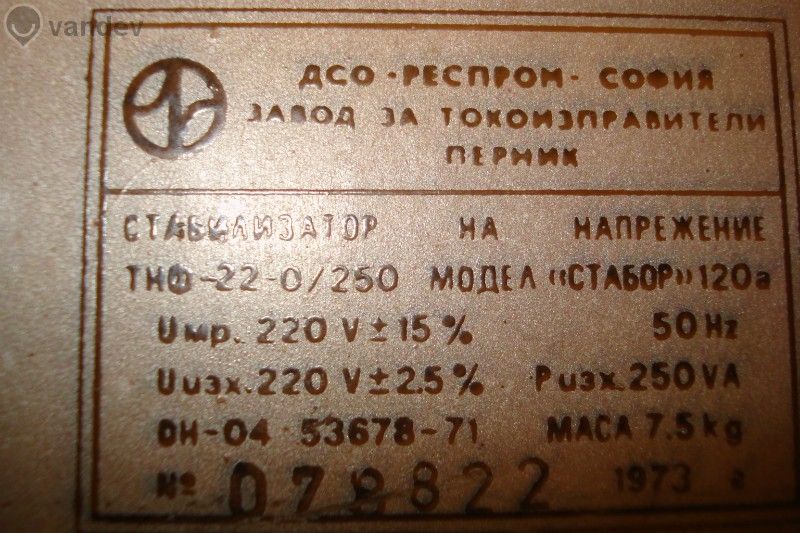 vandev
ДСО - РЕСПРОМ - СОФИЯ
ЗАВОД ЗА ТОКОИЗПРАВИТЕЛИ
ПЕРНИК
СТАБИЛИЗАТОР НА НАПРЕЖЕНИЕ
ТНФ-22-0/250 МОДЕЛ «СТАБОР» 120а
Uмр. 220 V ± 15 % 50 Hz
Uизх. 220 V ± 2.5 % Pизх. 250 VA
ОН-04 53678-71 МАСА 7.5 kg
№ 079822 1973 г